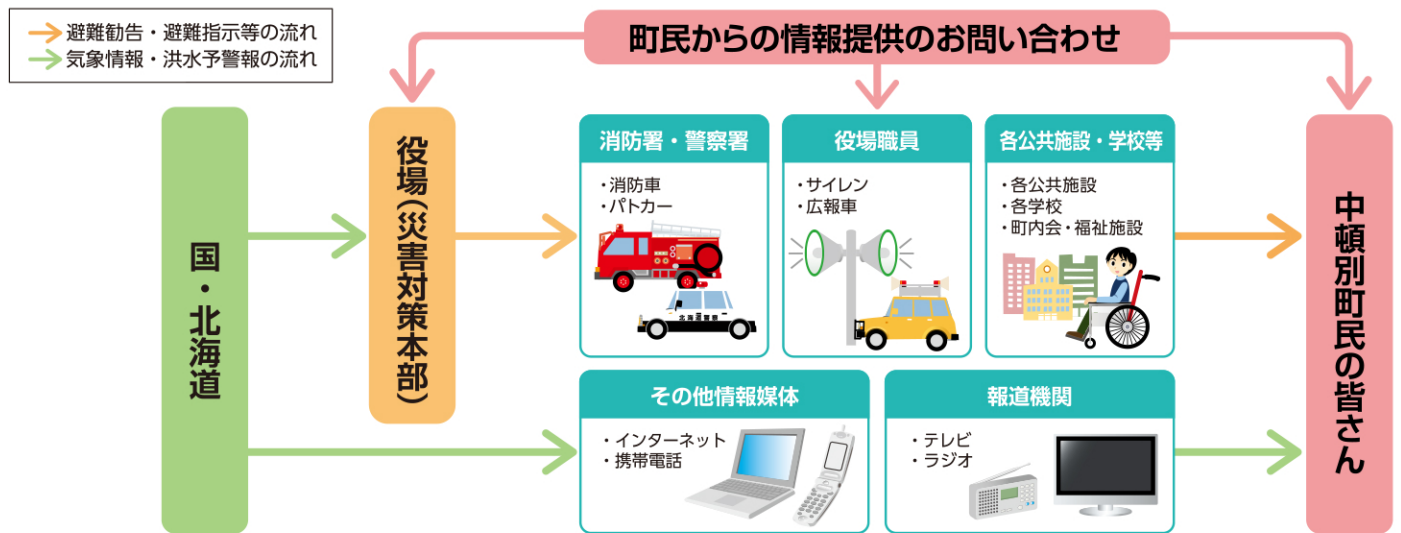 避難勧告・避難指示等の流れ
気象情報・洪水予警報の流れ
町民からの情報提供のお問い合わせ
国・北海道
役場(災害対策本部)
消防署・警察署
・消防車
・パトカー
北海道警察
役場職員
・サイレン
・広報車
各公共施設・学校等
・各公共施設
・各学校
・町内会・福祉施設
その他情報媒体
・インターネット
・携帯電話
報道機関
・テレビ
・ラジオ
中頓別町民の皆さん